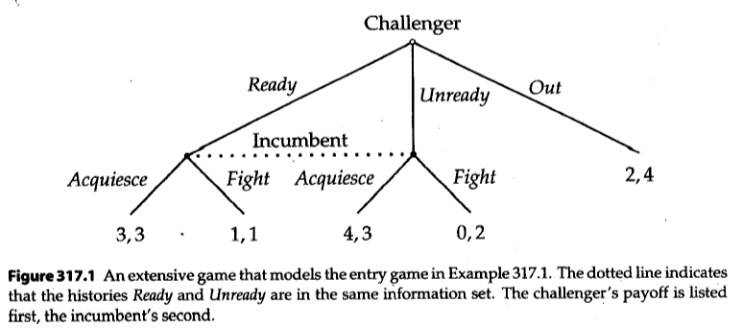 Challenger
Ready
Unready
Out
Incumbent
Acquiesce
Fight
Acquiesce
Fight
2,4
3,3
1,1
4,3
0,2
Figure 317.1 An extensive game that models the entry game in Example 317.1. The dotted line indicates
that the histories Ready and Unready are in the same information set. The challenger's payoff is listed
first, the incumbent's second.